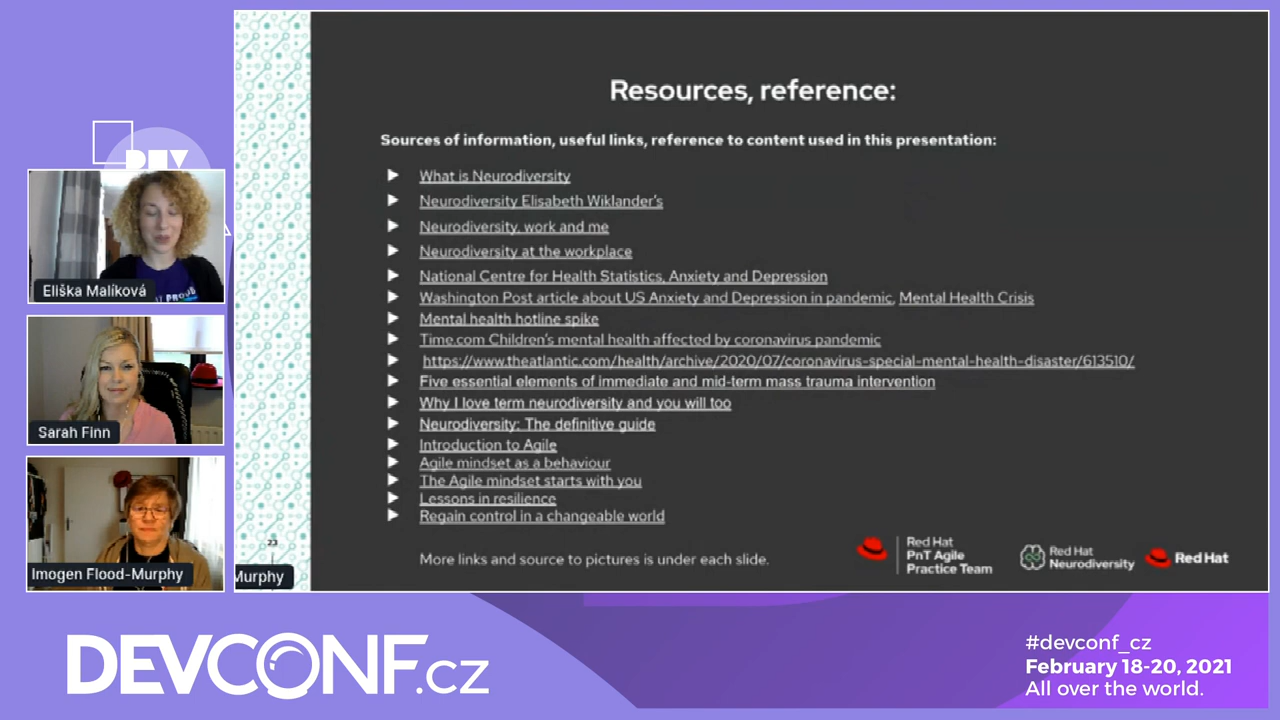 Resources, reference:
Sources of information, useful links, reference to content used in this presentation:
What is Neurodiversity
Neurodiversity Elisabeth Wiklander's
Neurodiversity, work and me
Neurodiversity at the workplace
National Centre for Health Statistics, Anxiety and Depression
Washington Post article about US Anxiety and Depression in pandemic, Mental Health Crisis
Mental health hotline spike
Time.com Children's mental health affected by coronavirus pandemic
https://www.theatlantic.com/health/archive/2020/07/coronavirus-special-mental-health-disaster/613510/
Five essential elements of immediate and mid-term mass trauma intervention
Why I love term neurodiversity and you will too
Neurodiversity: The definitive guide
Introduction to Agile
Agile mindset as a behaviour
The Agile mindset starts with you
Lessons in resilience
Regain control in a changeable world
More links and source to pictures is under each slide.
23
Red Hat
PnT Agile
Practice Team
Red Hat
Neurodiversity
Red Hat
Murphy
DEV
Eliška Malíková
Sarah Finn
Imogen Flood-Murphy
DEVCONF.cz
#devconf_cz
February 18-20, 2021
All over the world.